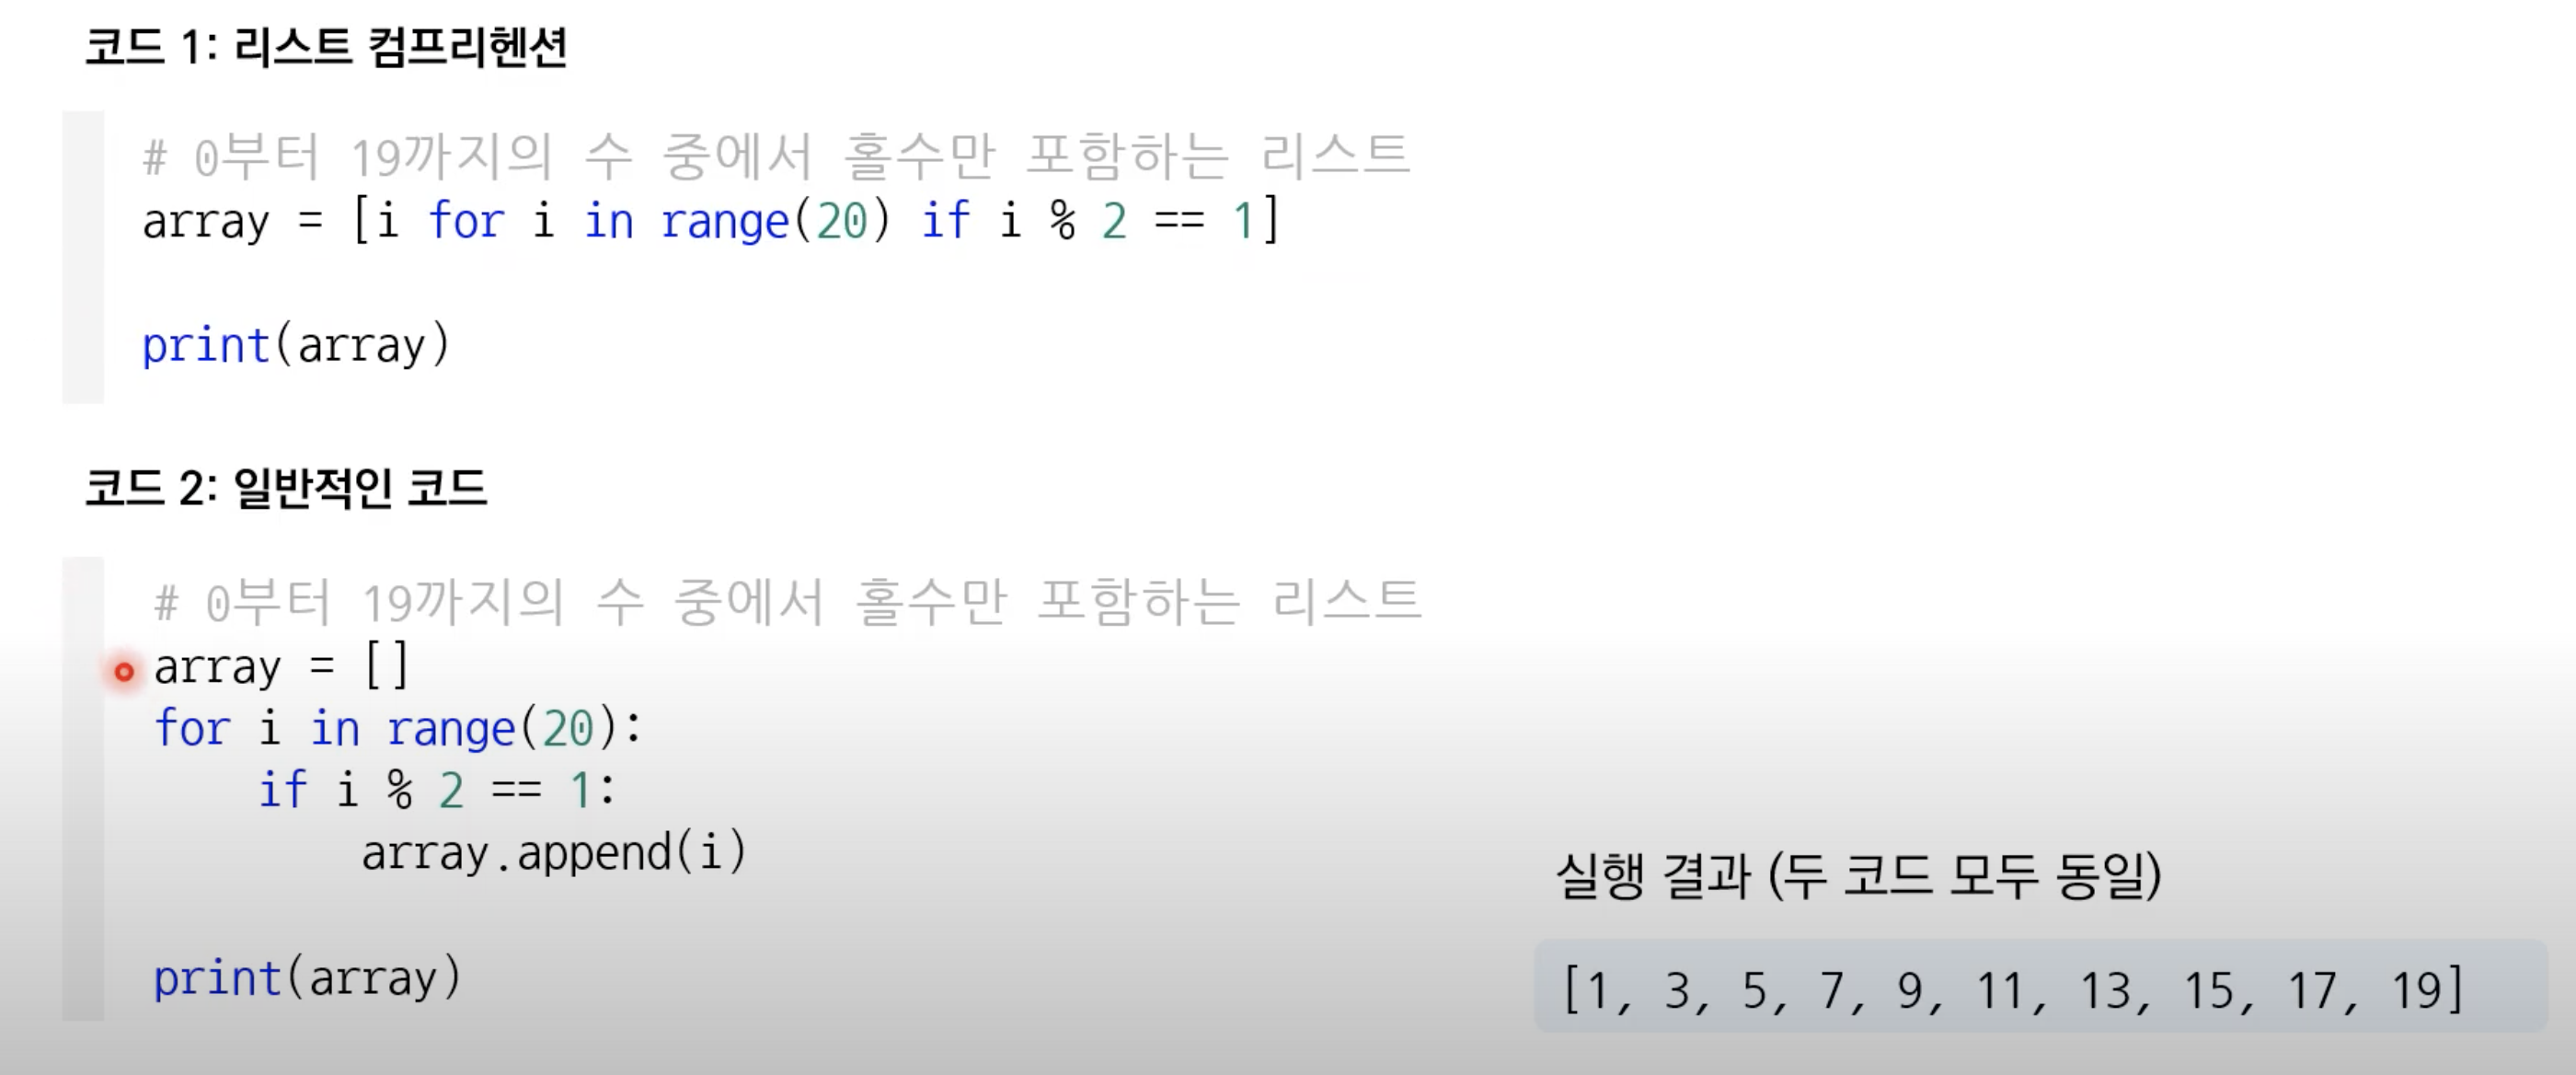 코드 1: 리스트 컴프리헨션
# 0부터 19까지의 수 중에서 홀수만 포함하는 리스트
array = [i for i in range(20) if i % 2 == 1]
print(array)
코드 2: 일반적인 코드
# 0부터 19까지의 수 중에서 홀수만 포함하는 리스트
array = []
for i in range(20):
    if i % 2 == 1:
        array.append(i)
print(array)
실행 결과 (두 코드 모두 동일)
[1, 3, 5, 7, 9, 11, 13, 15, 17, 19]